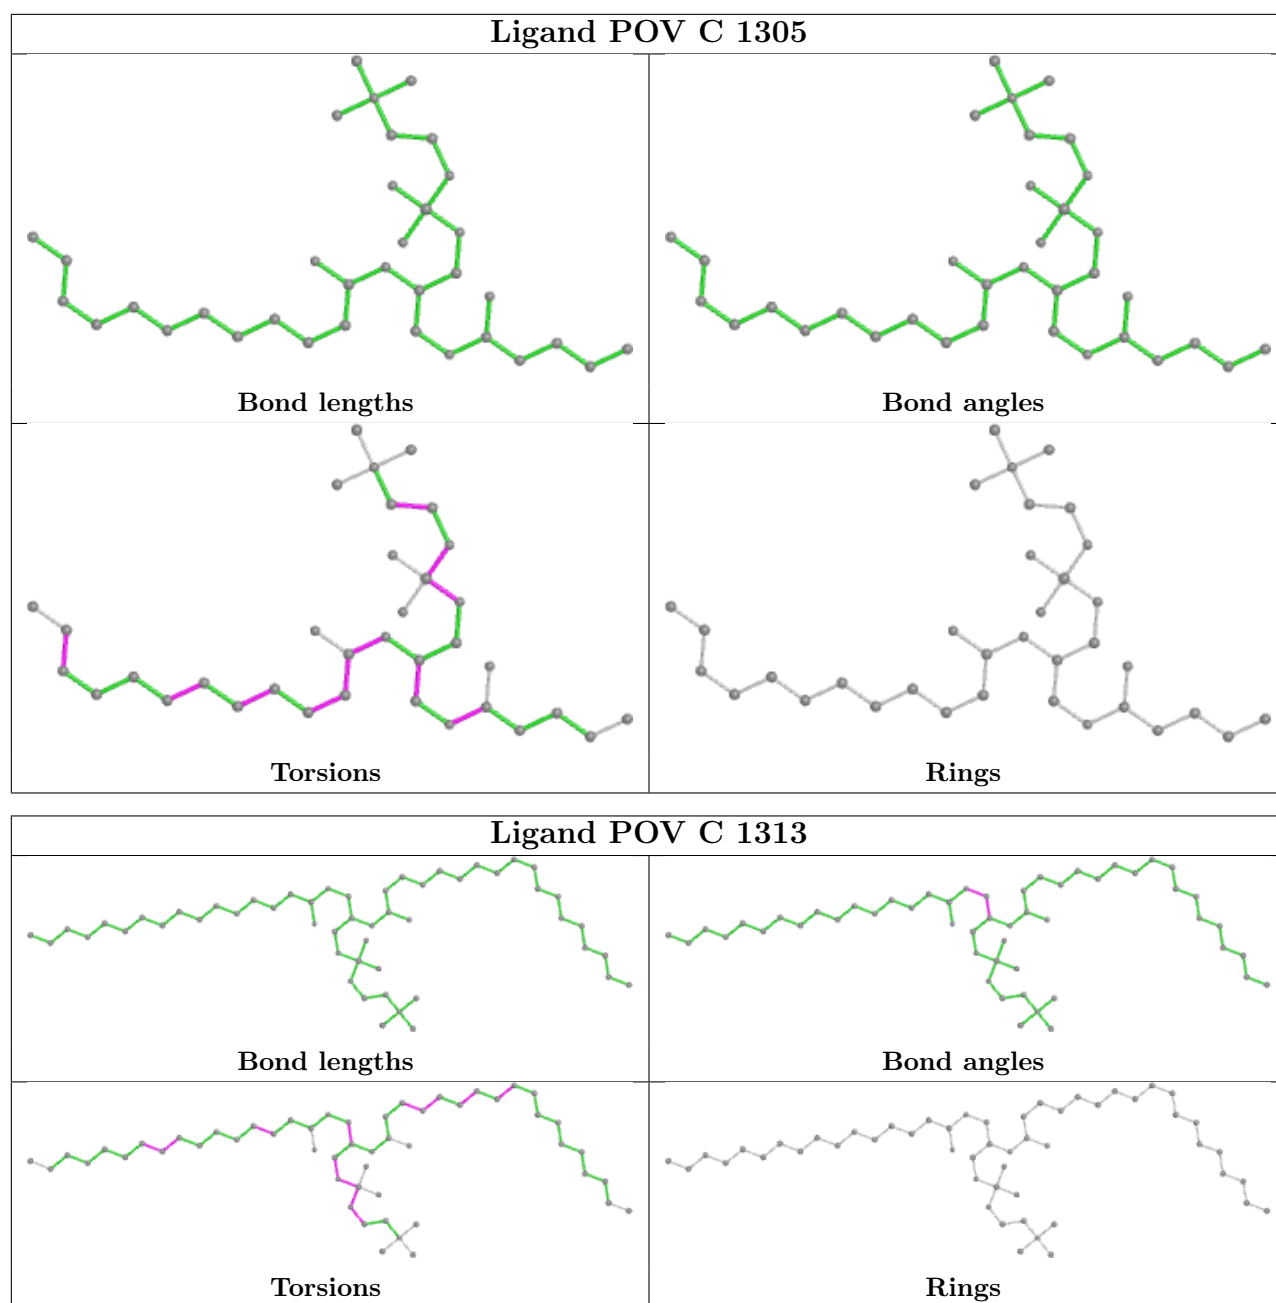 Ligand POV C 1305
Bond lengths
Bond angles
Torsions
Rings
Ligand POV C 1313
Bond lengths
Bond angles
Torsions
Rings